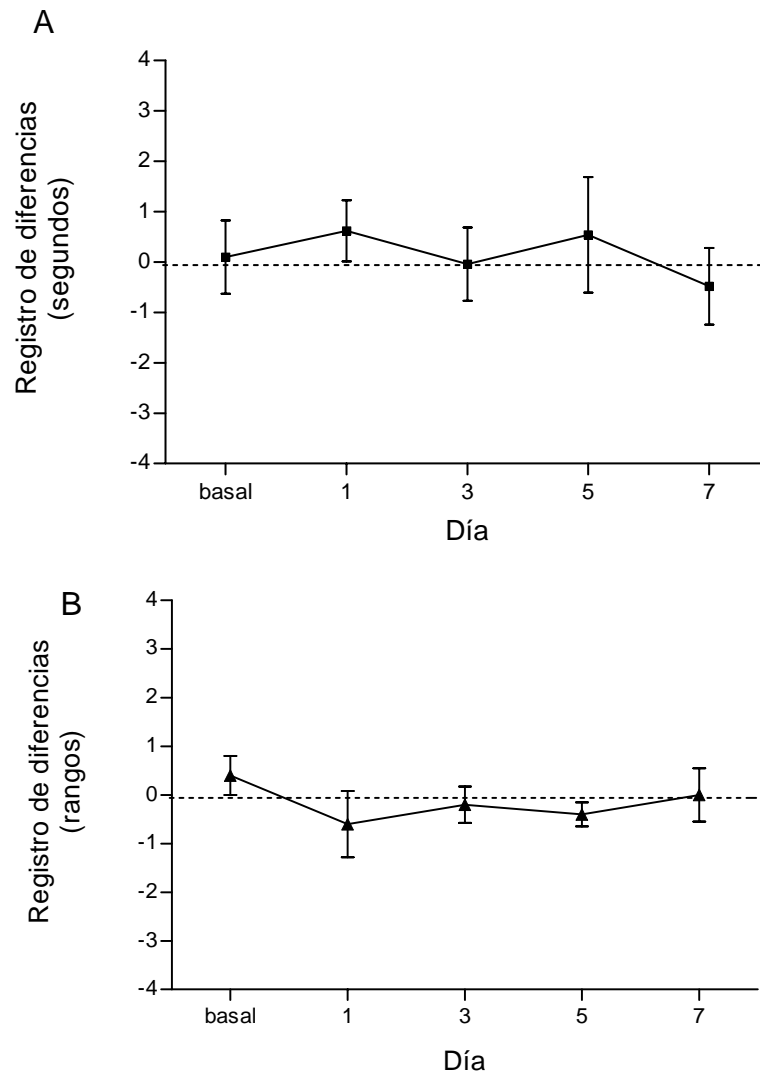 A
Registro de diferencias
(segundos)
4
3
2
1
0
-1
-2
-3
-4
basal 1 3 5 7
Día
B
Registro de diferencias
(rangos)
4
3
2
1
0
-1
-2
-3
-4
basal 1 3 5 7
Día